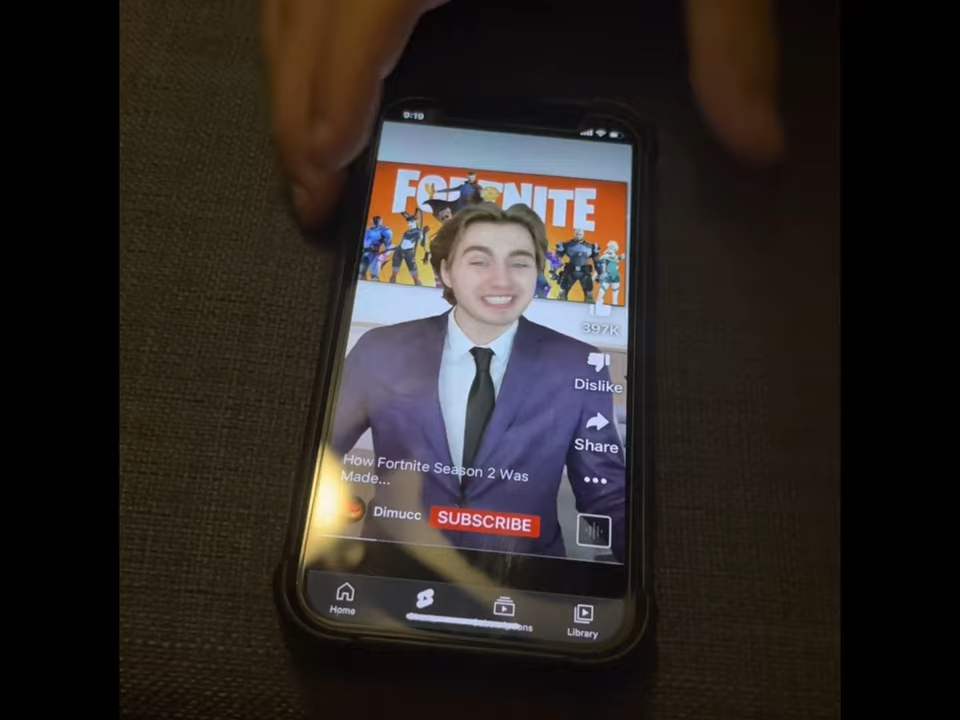 9:19
FORTNITE
397K
Dislike
Share
How Fortnite Season 2 Was
Made...
Dimucc
SUBSCRIBE
Home
Library